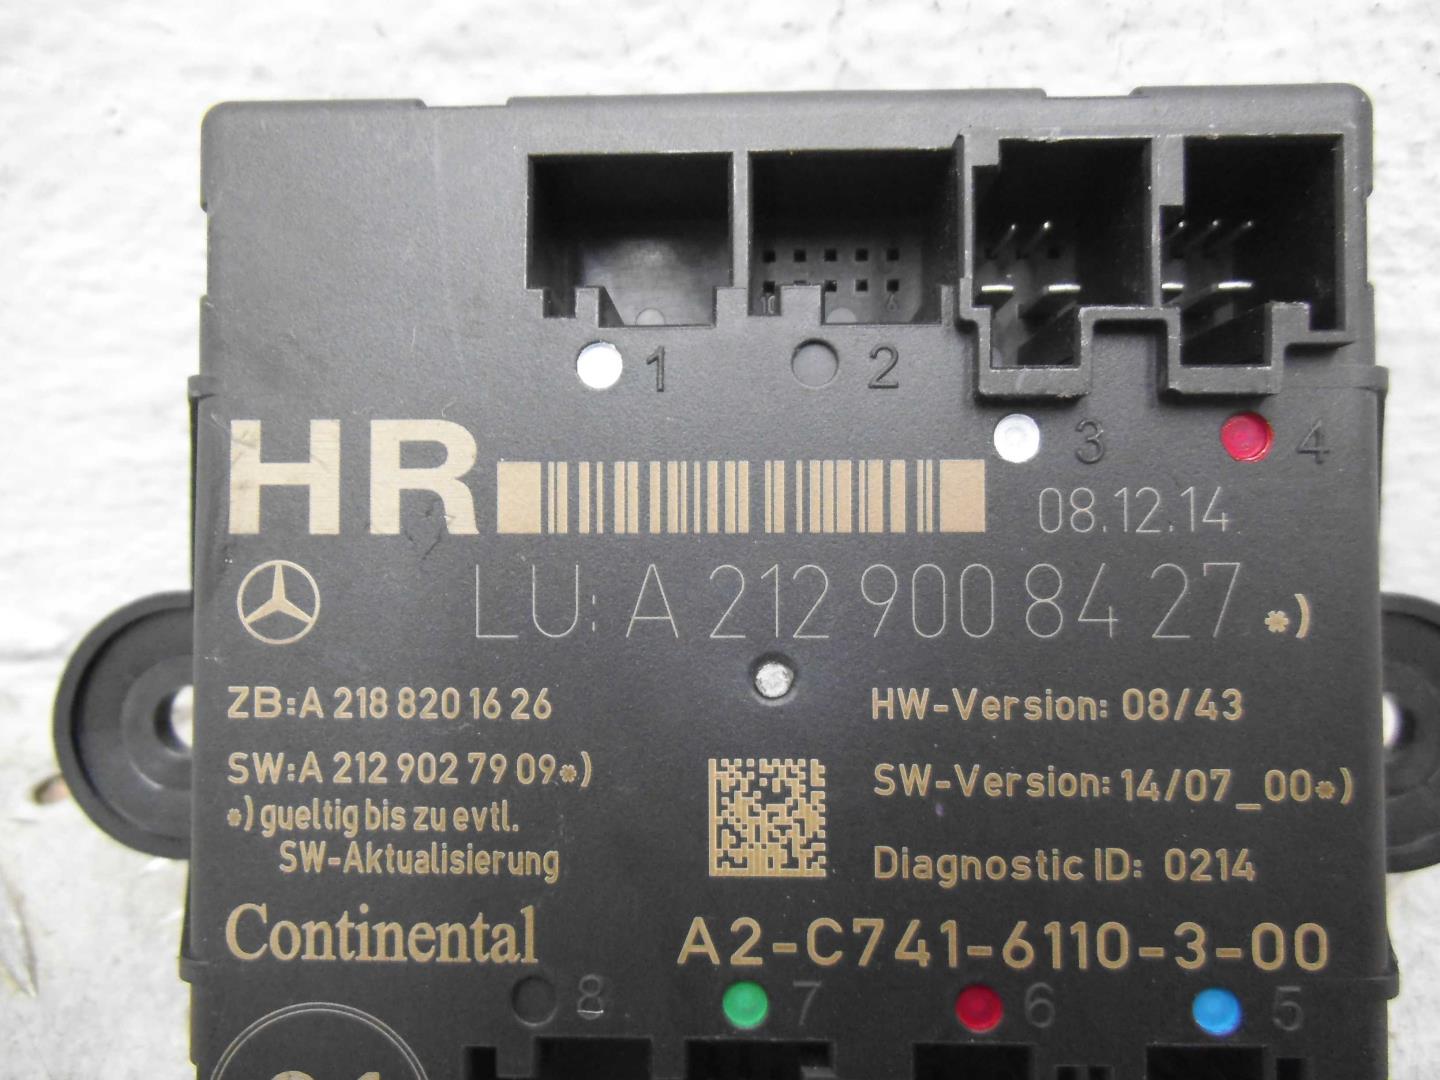 1 2
3 4
HR
08.12.14
LU: A 212 900 84 27 *)
ZB:A 218 820 16 26
HW-Version: 08/43
SW:A 212 902 79 09*)
SW-Version: 14/07_00*)
*) gueltig bis zu evtl.
SW-Aktualisierung
Diagnostic ID: 0214
Continental
A2-C741-6110-3-00
8 7 6 5